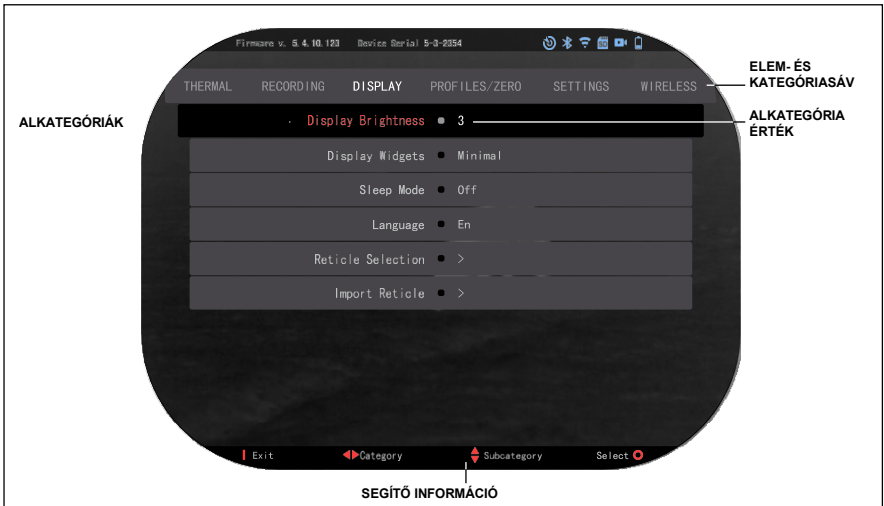 Firmware v. 5.4.10.123 Device Serial 5-3-2354
ELEM- ÉS
KATEGÓRIASÁV
THERMAL RECORDING DISPLAY PROFILES/ZERO SETTINGS WIRELESS
ALKATEGÓRIÁK
Display Brightness 3
ALKATEGÓRIA
ÉRTÉK
Display Widgets Minimal
Sleep Mode Off
Language En
Reticle Selection >
Import Reticle >
Exit Category Subcategory Select
SEGÍTŐ INFORMÁCIÓ